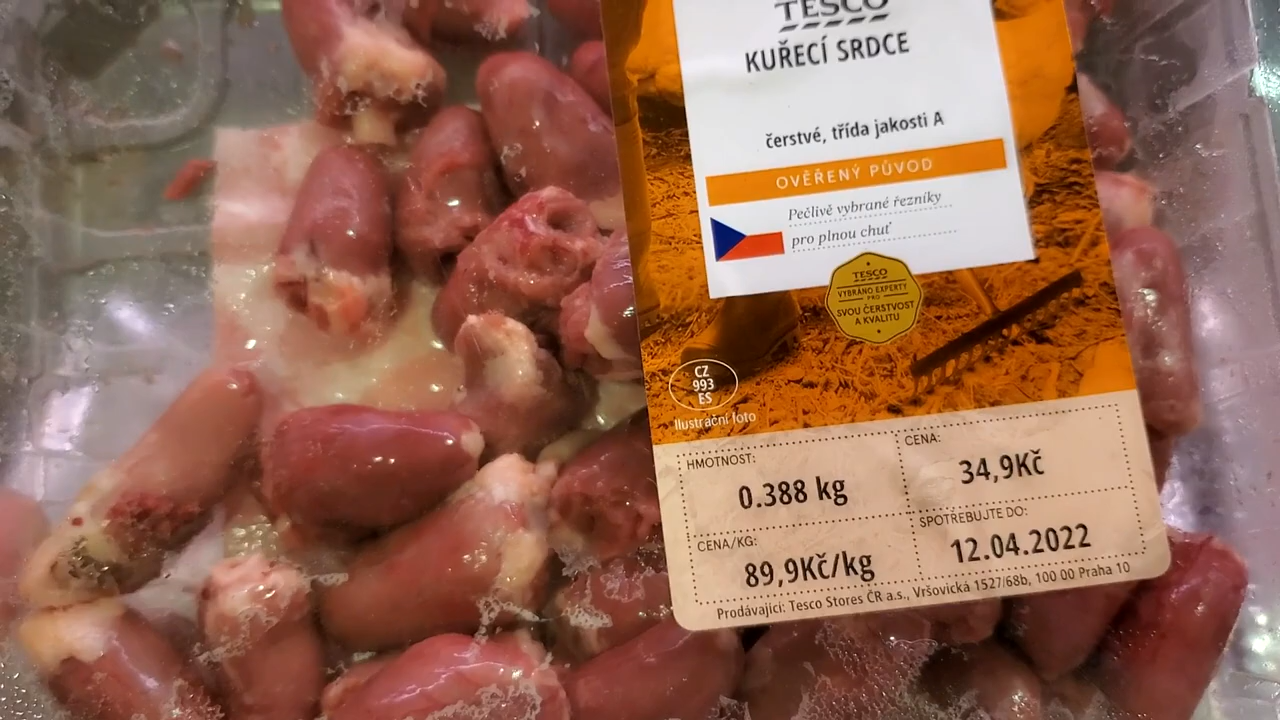 TESCO
KUŘECÍ SRDCE
čerstvé, třída jakosti A
OVĚŘENÝ PŮVOD
Pečlivě vybrané řezníky
pro plnou chuť
TESCO
VYBRÁNO EXPERTY
PRO
SVOU ČERSTVOST
A KVALITU
CZ
993
ES
Ilustrační foto
HMOTNOST:
0.388 kg
CENA:
34,9Kč
CENA/KG:
89,9Kč/kg
SPOTŘEBUJTE DO:
12.04.2022
Prodávající: Tesco Stores ČR a.s., Vršovická 1527/68b, 100 00 Praha 10